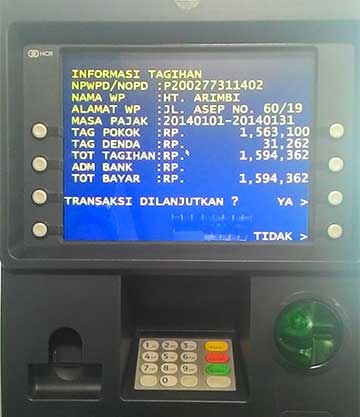 NCR
INFORMASI TAGIHAN
NPWPD/NOPD :P200277311402
NAMA WP :HT. ARIMBI
ALAMAT WP :JL. ASEP NO. 60/19
MASA PAJAK :20140101-20140131
TAG POKOK :RP. 1,563,100
TAG DENDA :RP. 31,262
TOT TAGIHAN:RP. 1,594,362
ADM BANK :RP.
TOT BAYAR :RP. 1,594,362
TRANSAKSI DILANJUTKAN ? YA >
TIDAK >